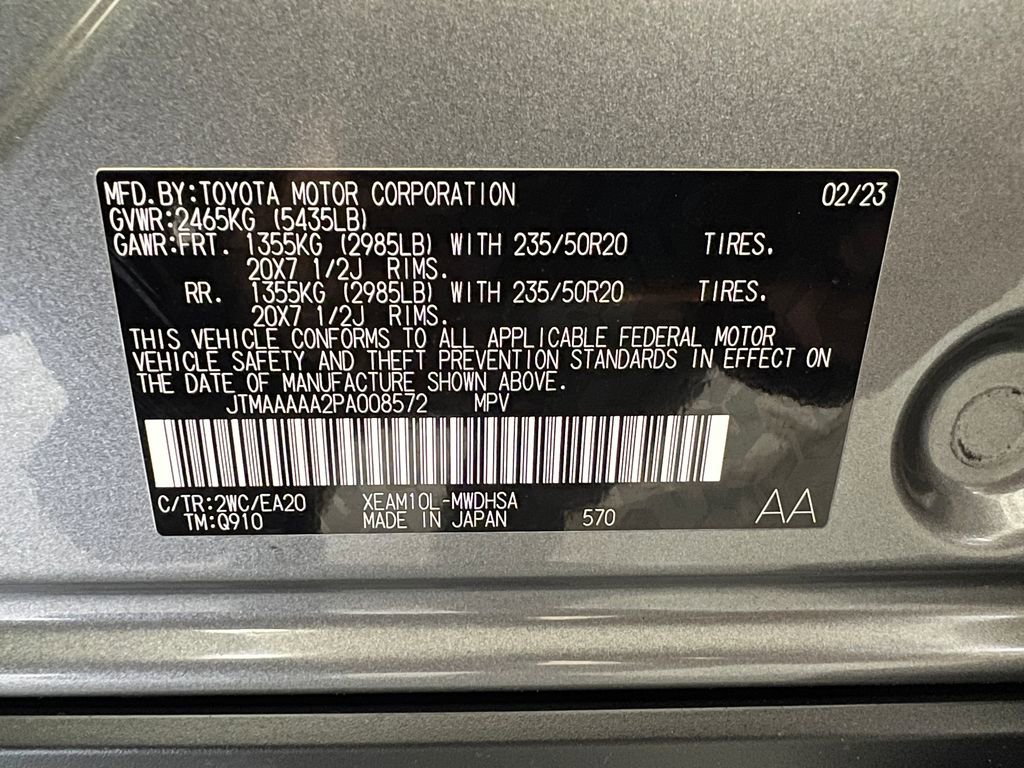 MFD.BY:TOYOTA MOTOR CORPORATION 02/23
GVWR:2465KG (5435LB)
GAWR:FRT. 1355KG (2985LB) WITH 235/50R20 TIRES.
20X7 1/2J RIMS.
RR. 1355KG (2985LB) WITH 235/50R20 TIRES.
20X7 1/2J RIMS.
THIS VEHICLE CONFORMS TO ALL APPLICABLE FEDERAL MOTOR
VEHICLE SAFETY AND THEFT PREVENTION STANDARDS IN EFFECT ON
THE DATE OF MANUFACTURE SHOWN ABOVE.
JTMAAAAA2PA008572 MPV
C/TR:2WC/EA20 XEAM10L-MWDHSA
TM:Q910 MADE IN JAPAN 570 AA